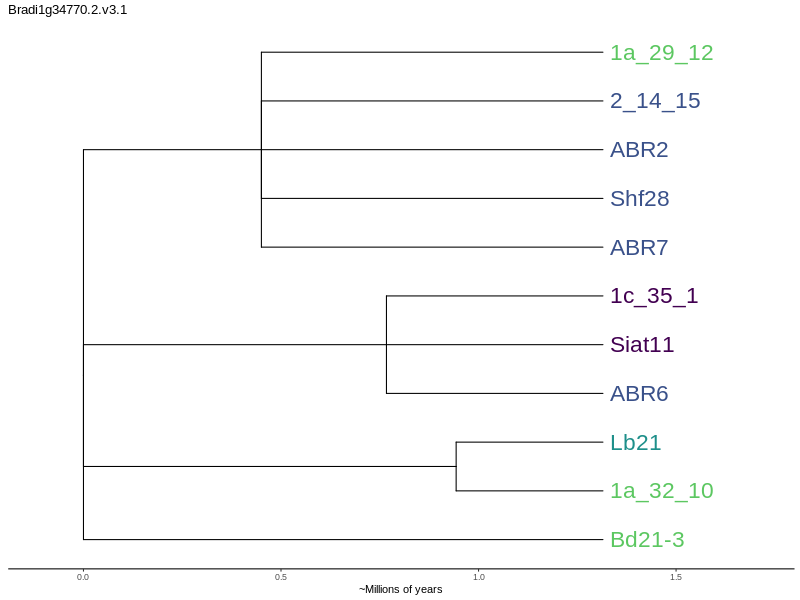 Bradi1g34770.2.v3.1
1a_29_12
2_14_15
ABR2
Shf28
ABR7
1c_35_1
Siat11
ABR6
Lb21
1a_32_10
Bd21-3
0.0 0.5 1.0 1.5
~Millions of years